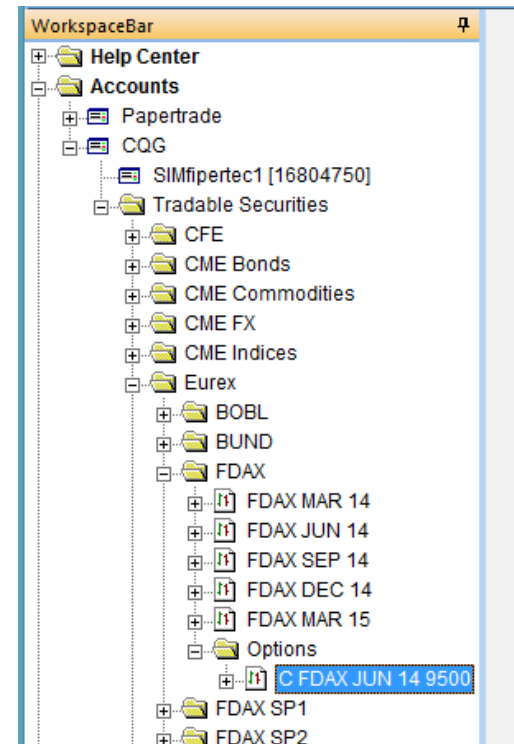 WorkspaceBar
Help Center
Accounts
Papertrade
CQG
SIMfipertec1 [16804750]
Tradable Securities
CFE
CME Bonds
CME Commodities
CME FX
CME Indices
Eurex
BOBL
BUND
FDAX
FDAX MAR 14
FDAX JUN 14
FDAX SEP 14
FDAX DEC 14
FDAX MAR 15
Options
C FDAX JUN 14 9500
FDAX SP1
FDAX SP2